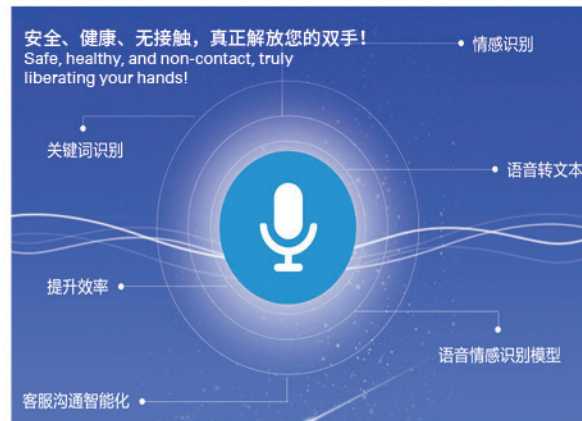 安全、健康、无接触，真正解放您的双手！
Safe, healthy, and non-contact, truly
liberating your hands!
情感识别
关键词识别
语音转文本
提升效率
语音情感识别模型
客服沟通智能化